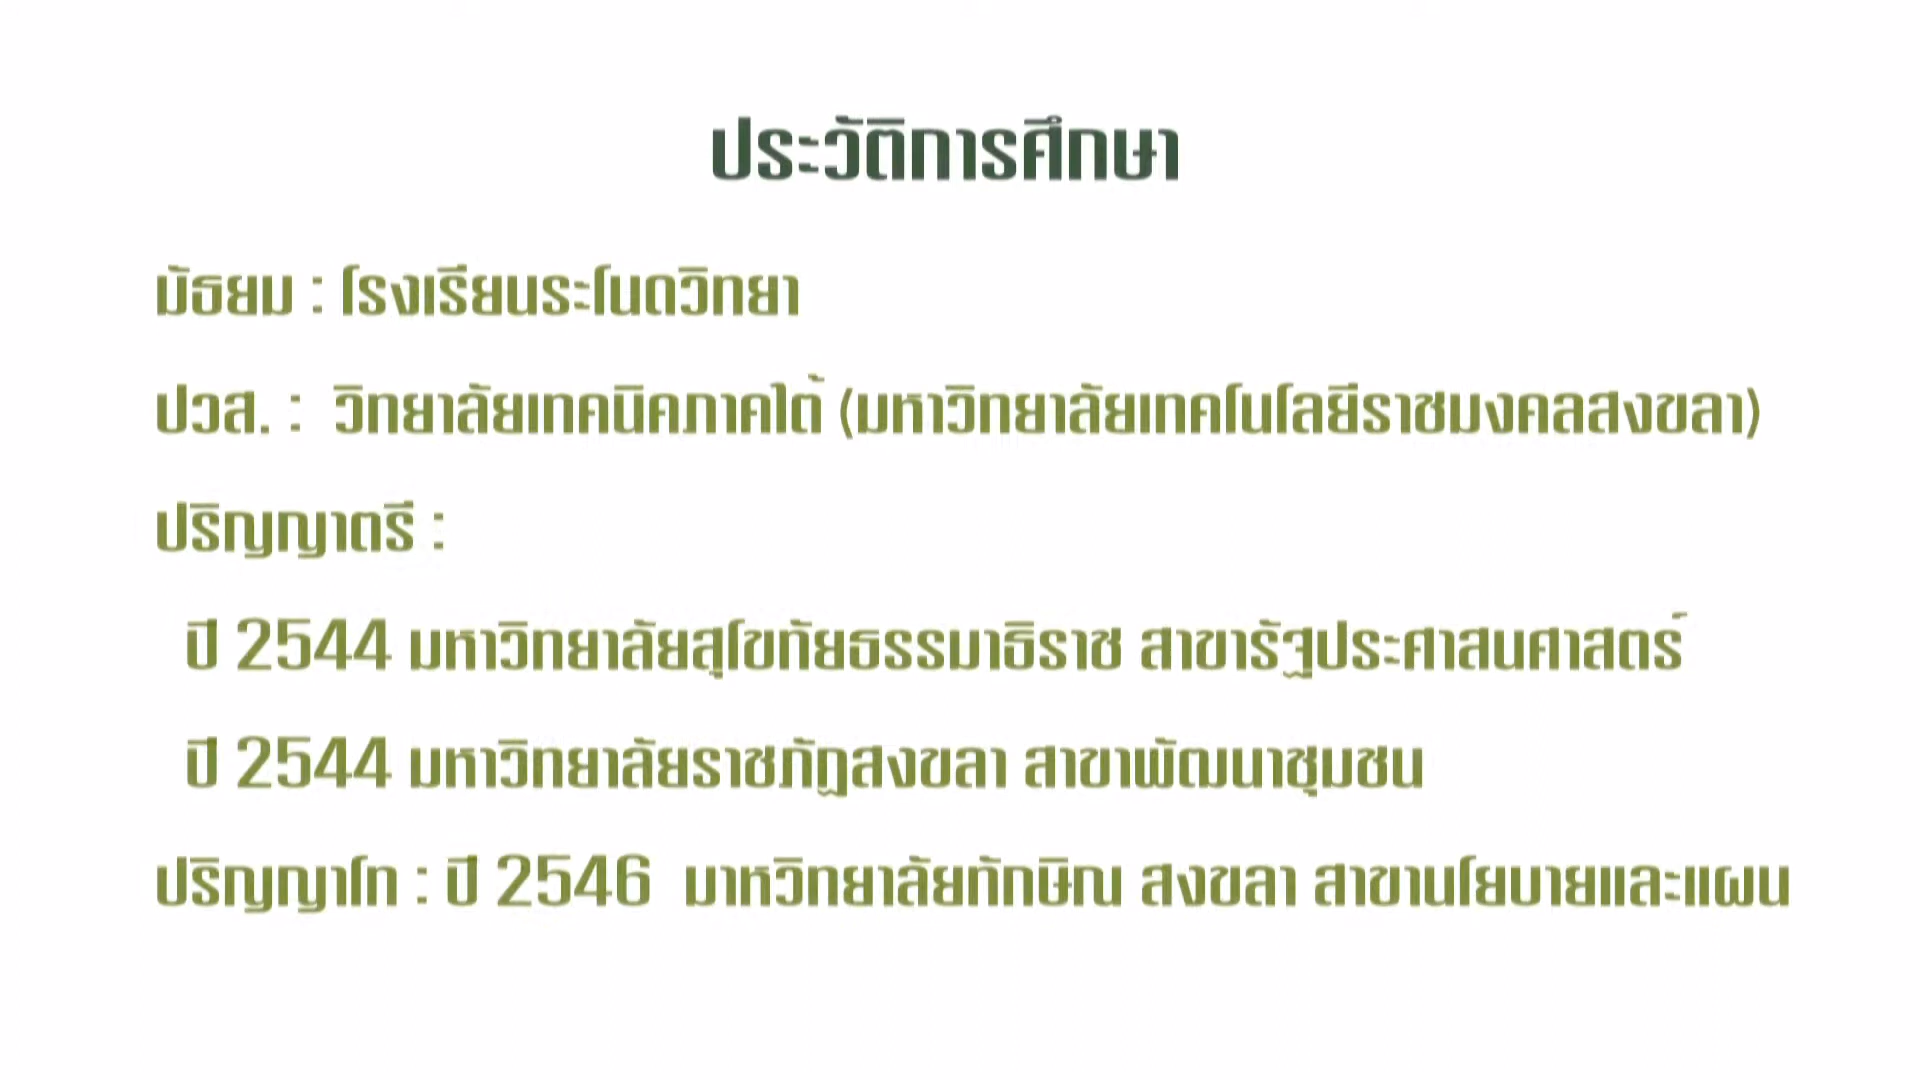 ประวัติการศึกษา
มัธยม : โรงเรียนระโนดวิทยา
ปวส. : วิทยาลัยเทคนิคภาคใต้ (มหาวิทยาลัยเทคโนโลยีราชมงคลสงขลา)
ปริญญาตรี :
ปี 2544 มหาวิทยาลัยสุโขทัยธรรมาธิราช สาขารัฐประศาสนศาสตร์
ปี 2544 มหาวิทยาลัยราชภัฏสงขลา สาขาพัฒนาชุมชน
ปริญญาโท : ปี 2546 มาหวิทยาลัยทักษิณ สงขลา สาขานโยบายและแผน